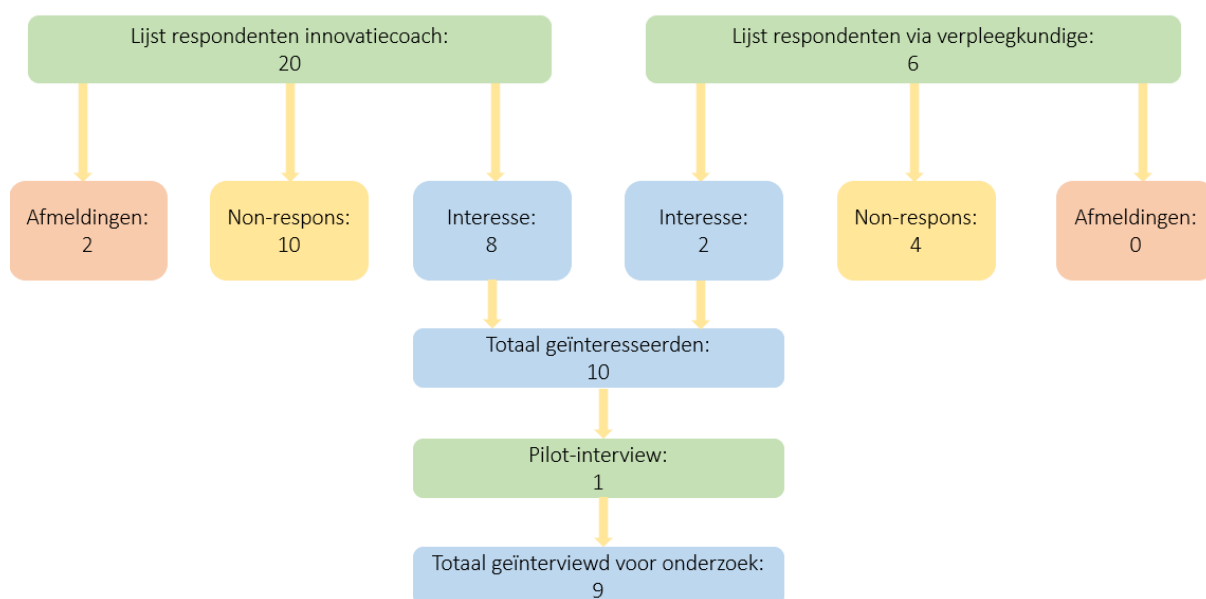 Lijst respondenten innovatiecoach:
20
Lijst respondenten via verpleegkundige:
6
Afmeldingen:
2
Non-respons:
10
Interesse:
8
Interesse:
2
Non-respons:
4
Afmeldingen:
0
Totaal geïnteresseerden:
10
Pilot-interview:
1
Totaal geïnterviewd voor onderzoek:
9